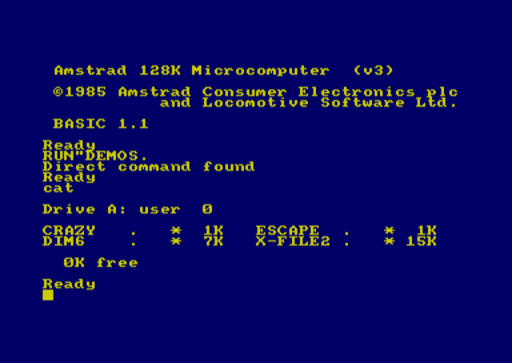 Amstrad 128K Microcomputer  (v3)
©1985 Amstrad Consumer Electronics plc
and Locomotive Software Ltd.
BASIC 1.1
Ready
RUN"DEMOS.
Direct command found
Ready
cat
Drive A: user  0
CRAZY   .   *  1K   ESCAPE  .   *  1K
DIM6    .   *  7K   X-FILE2 .   * 15K
0K free
Ready